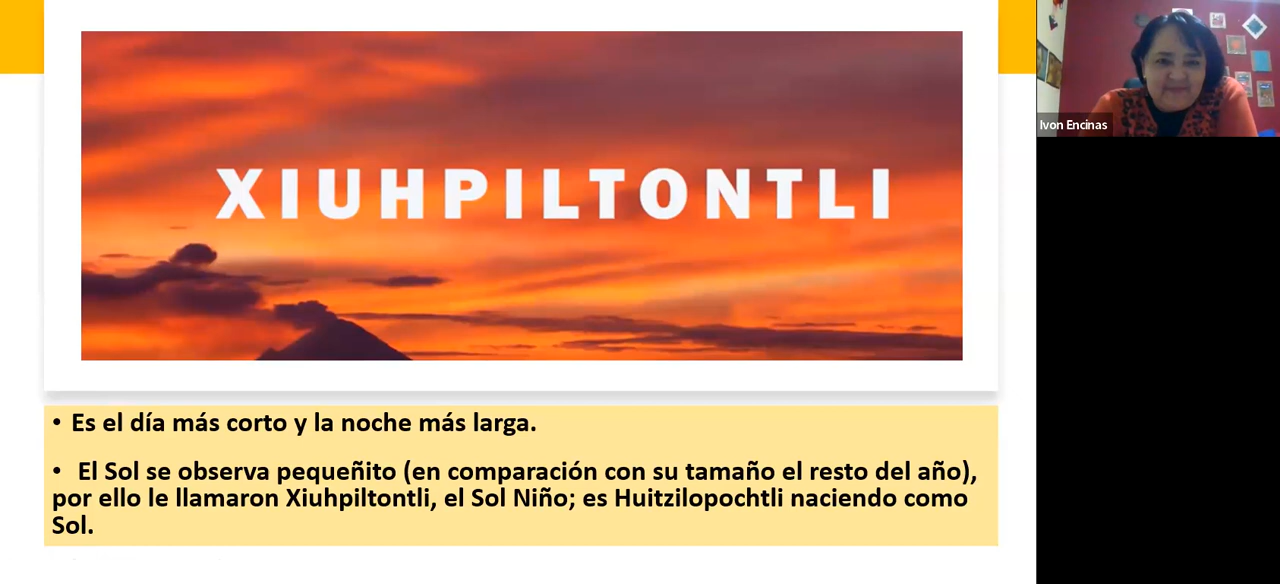 XIUHPILTONTLI
Ivon Encinas
• Es el día más corto y la noche más larga.
• El Sol se observa pequeñito (en comparación con su tamaño el resto del año),
por ello le llamaron Xiuhpiltontli, el Sol Niño; es Huitzilopochtli naciendo como
Sol.